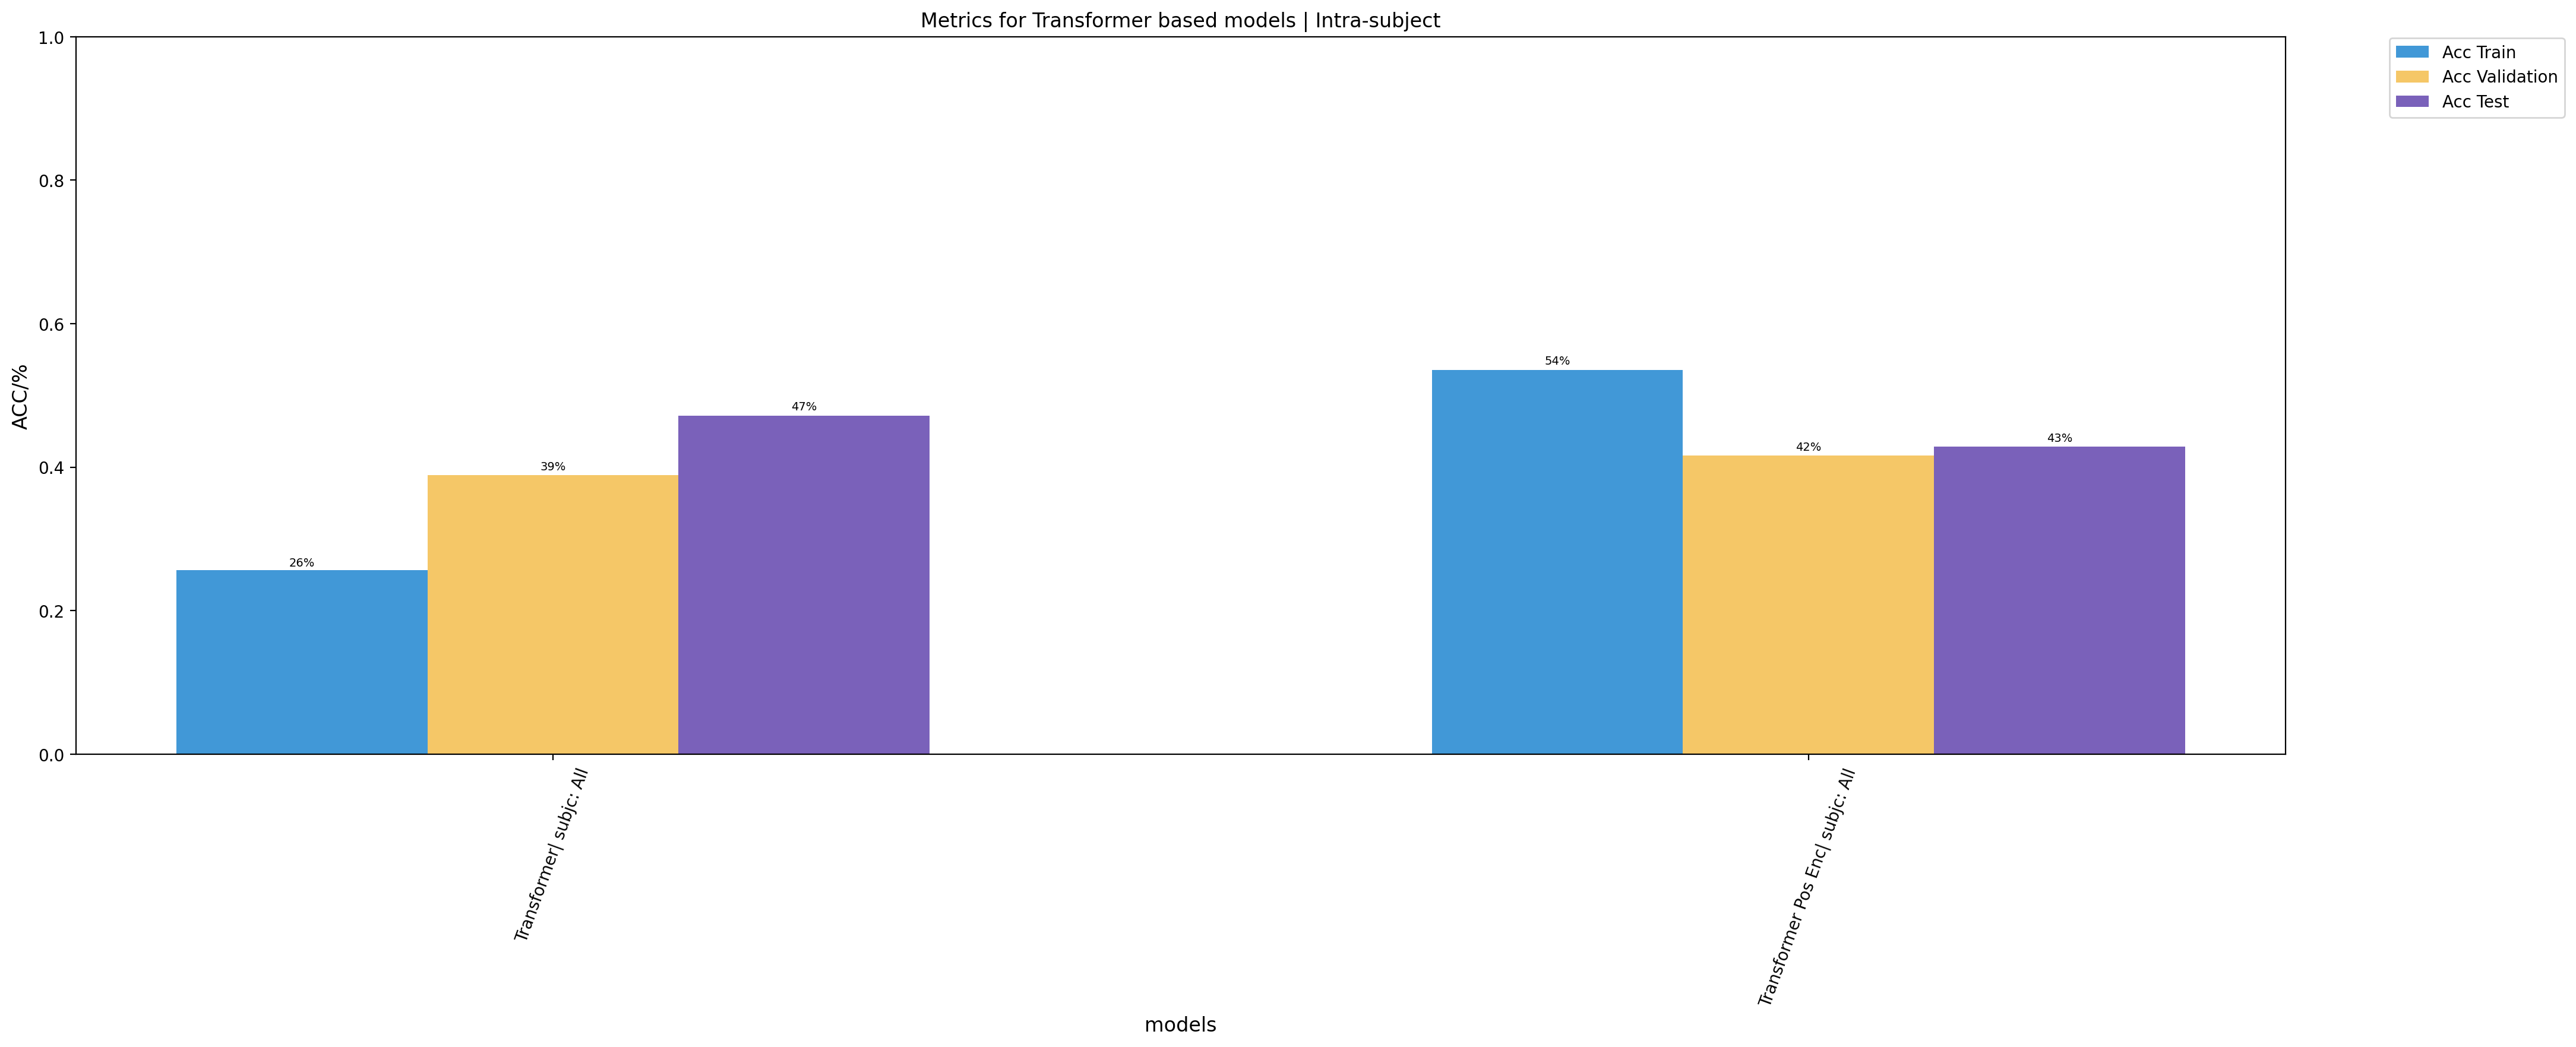 Metrics for Transformer based models | Intra-subject
Acc Train
Acc Validation
Acc Test
ACC/%
1.0
0.8
0.6
0.4
0.2
0.0
26%
39%
47%
54%
42%
43%
Transformer| subjc: All
Transformer Pos Enc| subjc: All
models